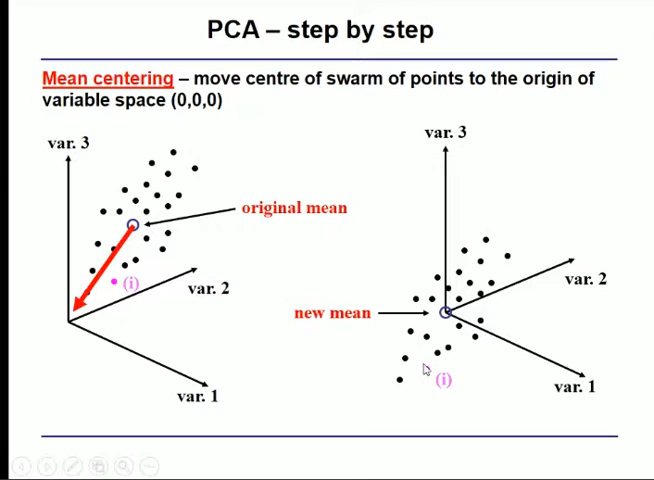 PCA – step by step
Mean centering – move centre of swarm of points to the origin of
variable space (0,0,0)
var. 3
original mean
(i)
var. 2
var. 1
var. 3
var. 2
new mean
(i)
var. 1